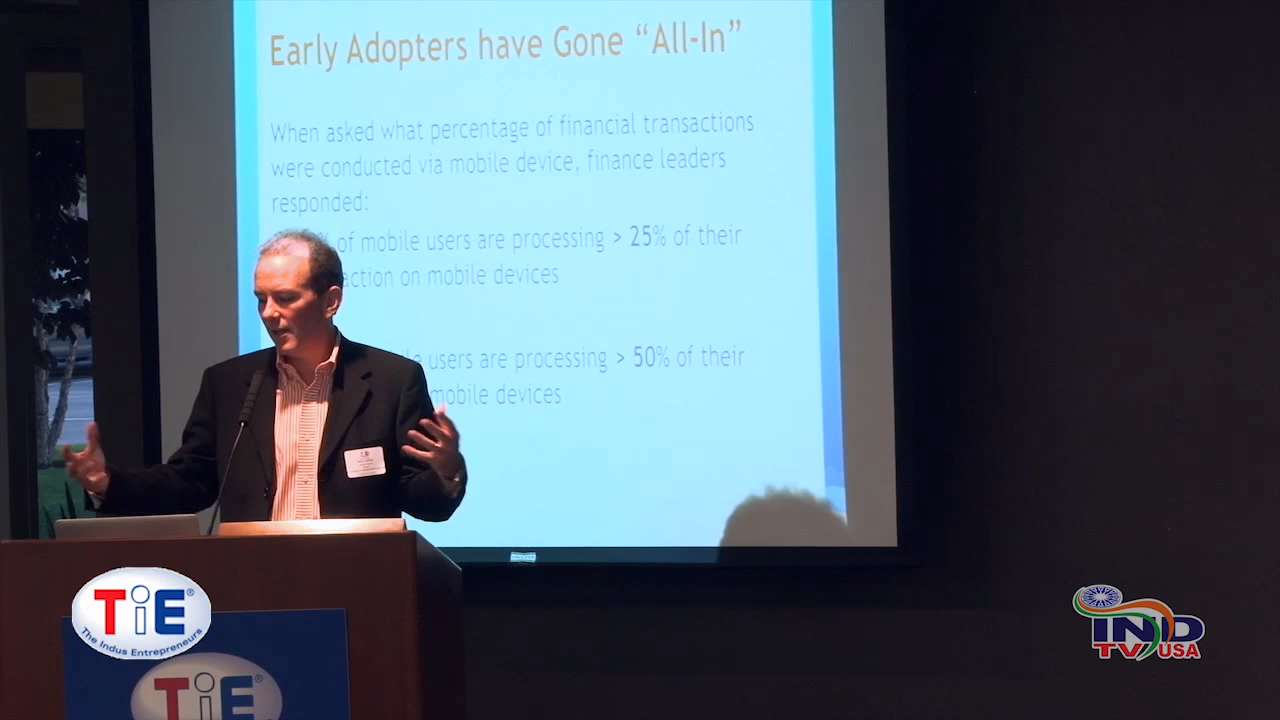 Early Adopters have Gone “All-In”
When asked what percentage of financial transactions
were conducted via mobile device, finance leaders
responded:
% of mobile users are processing > 25% of their
action on mobile devices
users are processing > 50% of their
mobile devices
TiE®
The Indus Entrepreneurs
TiE®
IND
TV USA